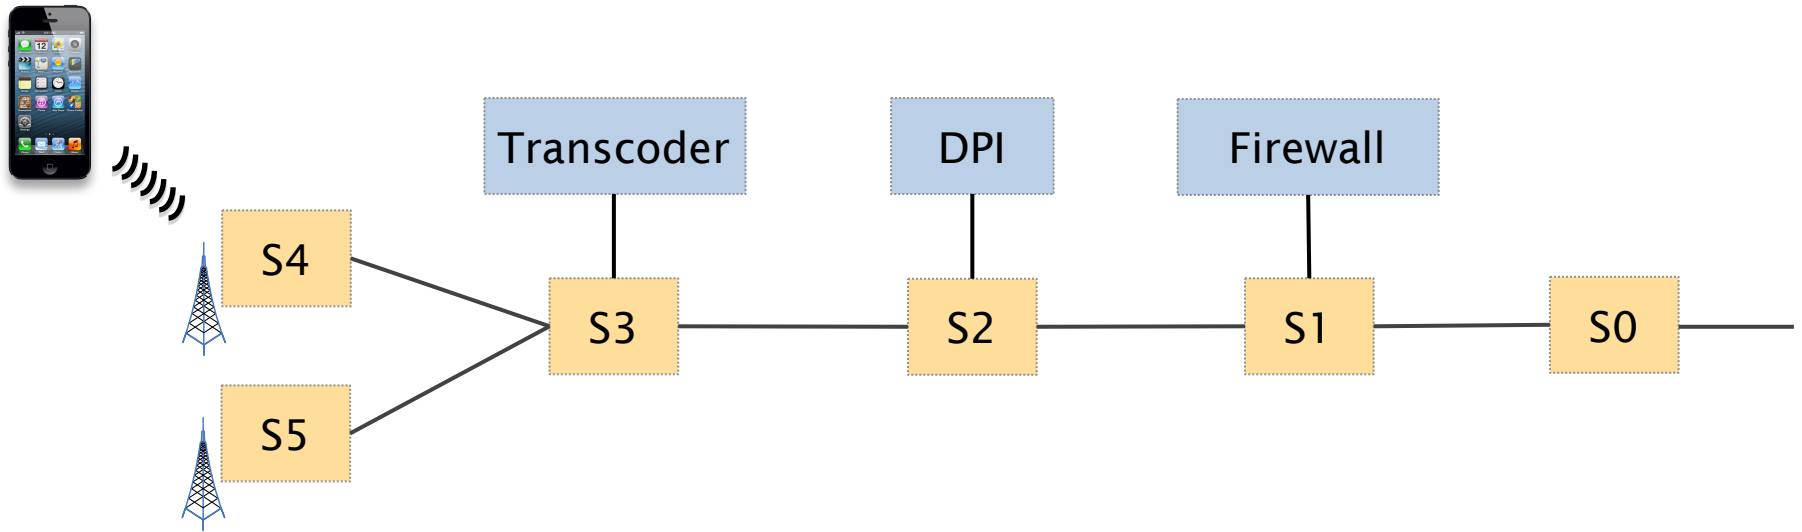 Transcoder
DPI
Firewall
S4
S3
S2
S1
S0
S5